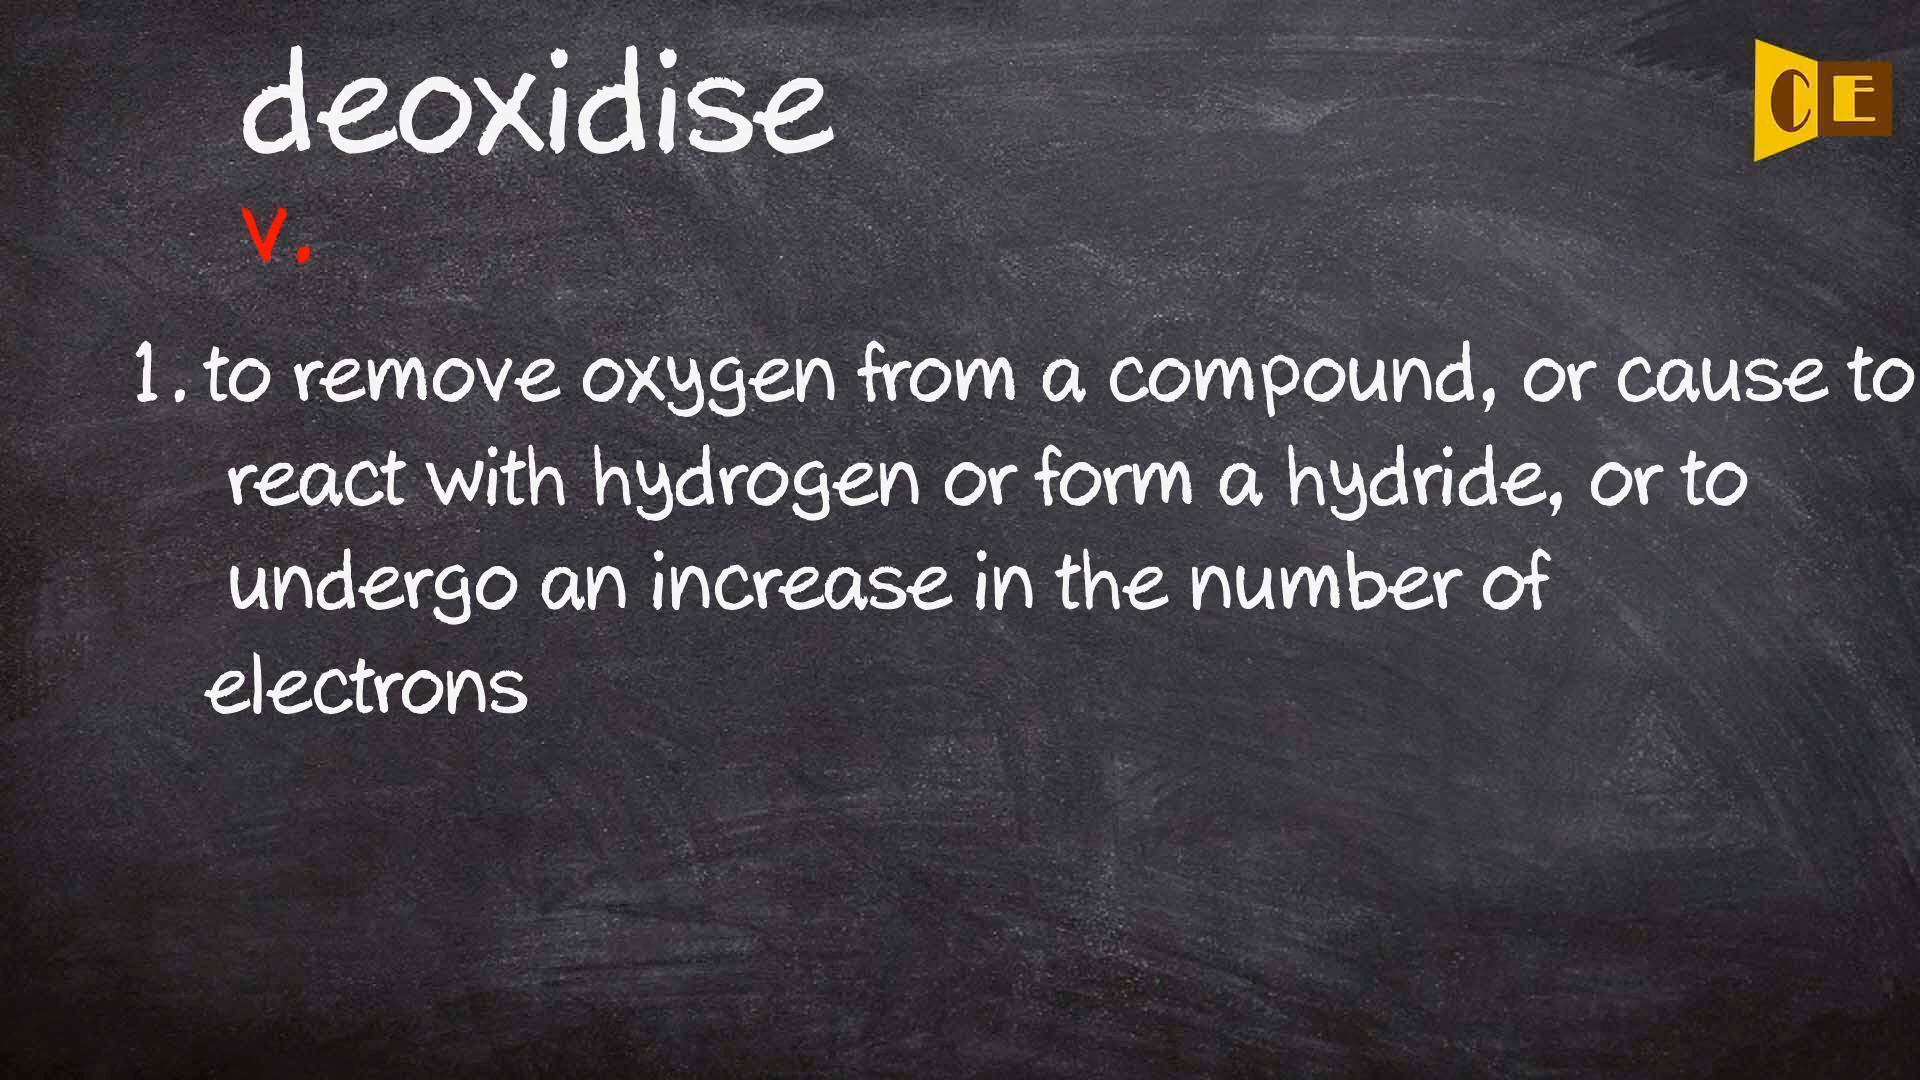 deoxidise
CE
v.
1. to remove oxygen from a compound, or cause to
react with hydrogen or form a hydride, or to
undergo an increase in the number of
electrons